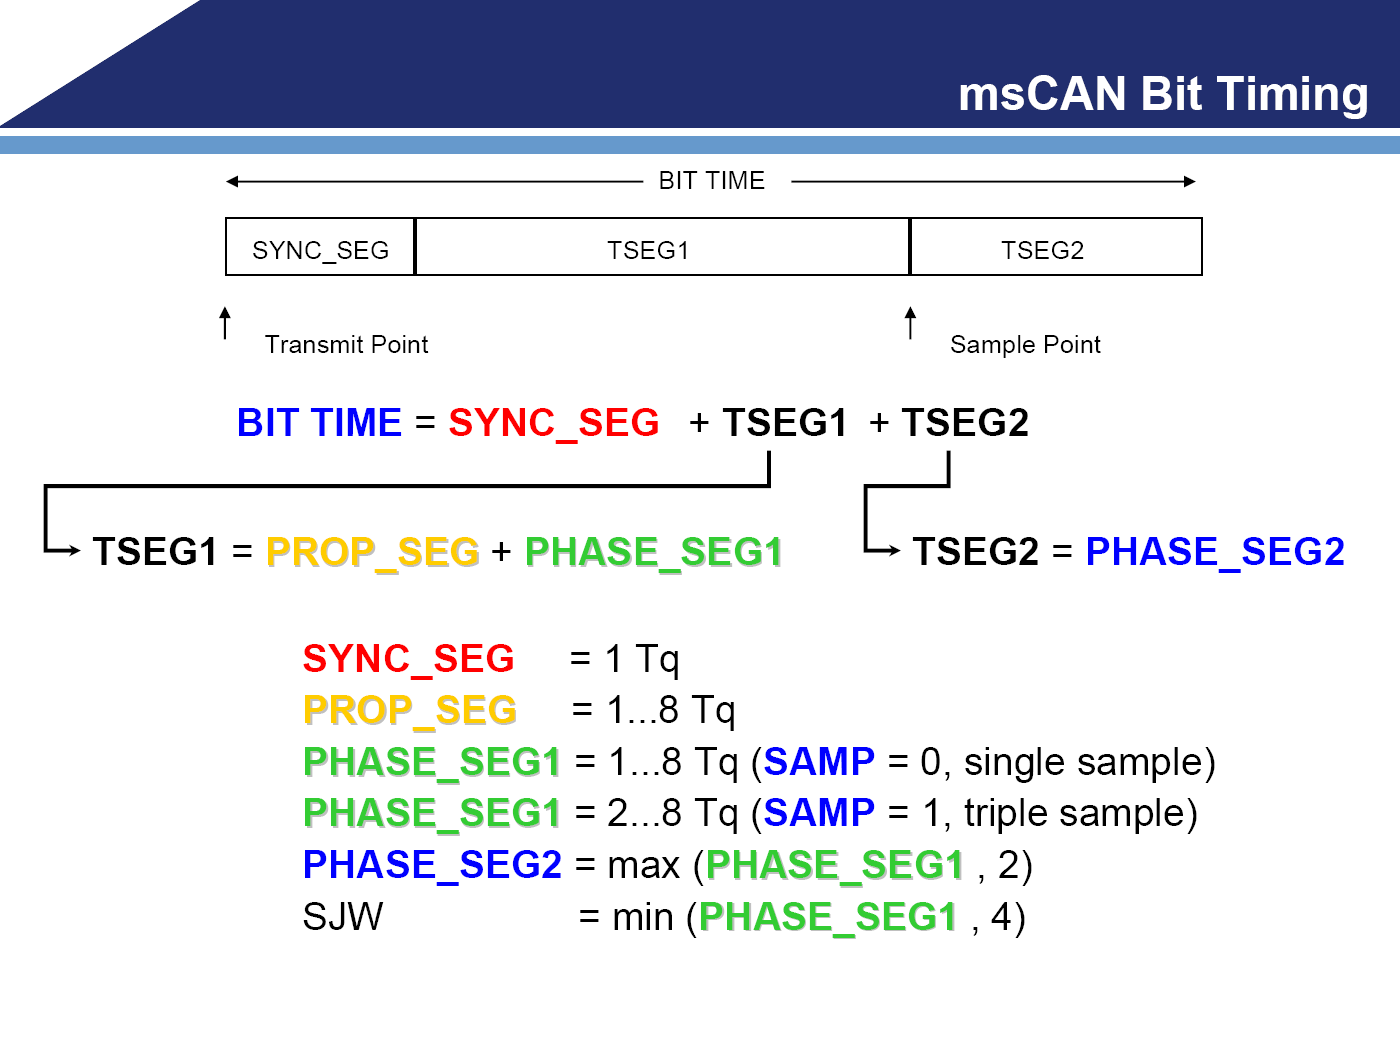 msCAN Bit Timing
BIT TIME
SYNC_SEG TSEG1 TSEG2
Transmit Point Sample Point
BIT TIME = SYNC_SEG + TSEG1 + TSEG2
TSEG1 = PROP_SEG + PHASE_SEG1 TSEG2 = PHASE_SEG2
SYNC_SEG = 1 Tq
PROP_SEG = 1...8 Tq
PHASE_SEG1 = 1...8 Tq (SAMP = 0, single sample)
PHASE_SEG1 = 2...8 Tq (SAMP = 1, triple sample)
PHASE_SEG2 = max (PHASE_SEG1 , 2)
SJW = min (PHASE_SEG1 , 4)